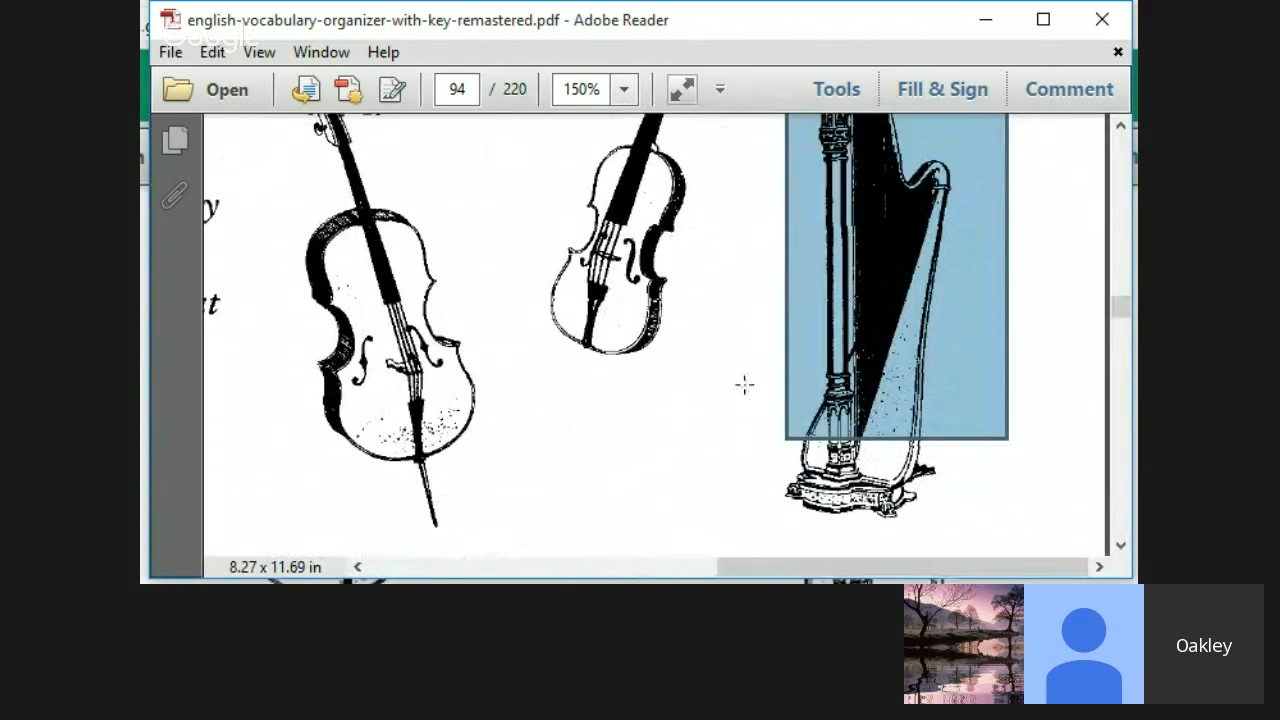 english-vocabulary-organizer-with-key-remastered.pdf - Adobe Reader
Google
File Edit View Window Help
Open 94 / 220 150% Tools Fill & Sign Comment
y
t
8.27 x 11.69 in
Oakley